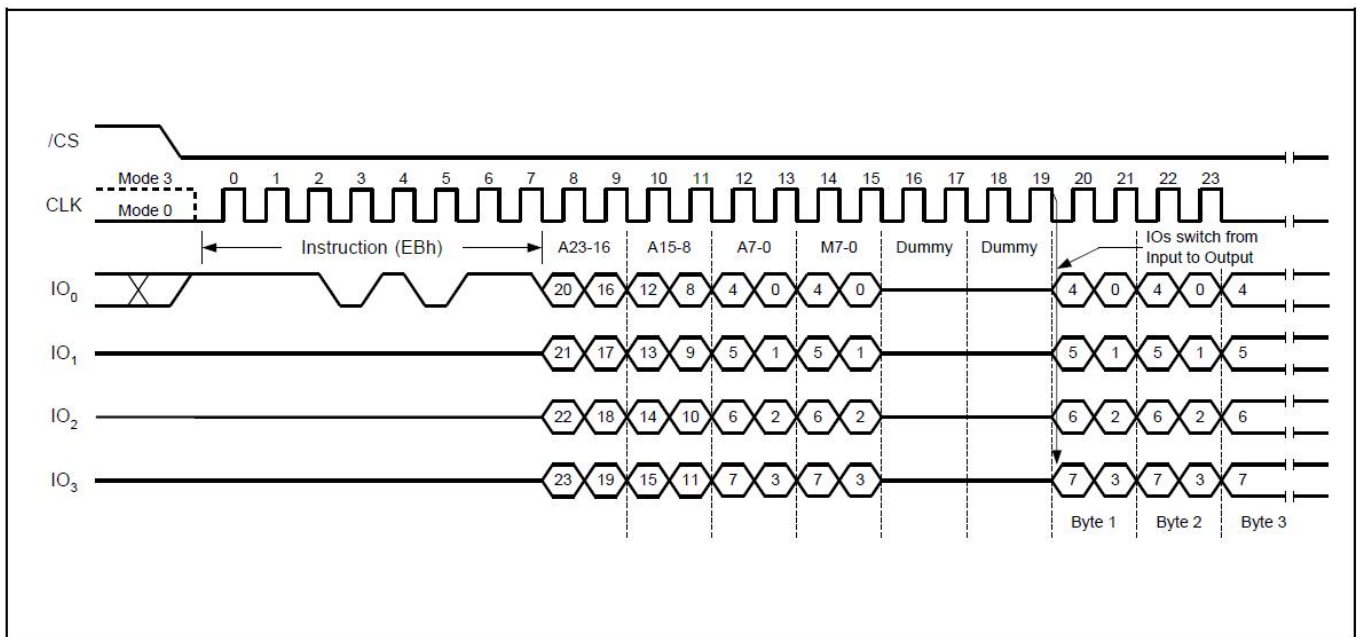 /CS
Mode 3 0 1 2 3 4 5 6 7 8 9 10 11 12 13 14 15 16 17 18 19 20 21 22 23
CLK Mode 0
Instruction (EBh) A23-16 A15-8 A7-0 M7-0 Dummy Dummy IOs switch from
Input to Output
IO0 20 16 12 8 4 0 4 0 4 0 4 0 4
IO1 21 17 13 9 5 1 5 1 5 1 5 1 5
IO2 22 18 14 10 6 2 6 2 6 2 6 2 6
IO3 23 19 15 11 7 3 7 3 7 3 7 3 7
Byte 1 Byte 2 Byte 3